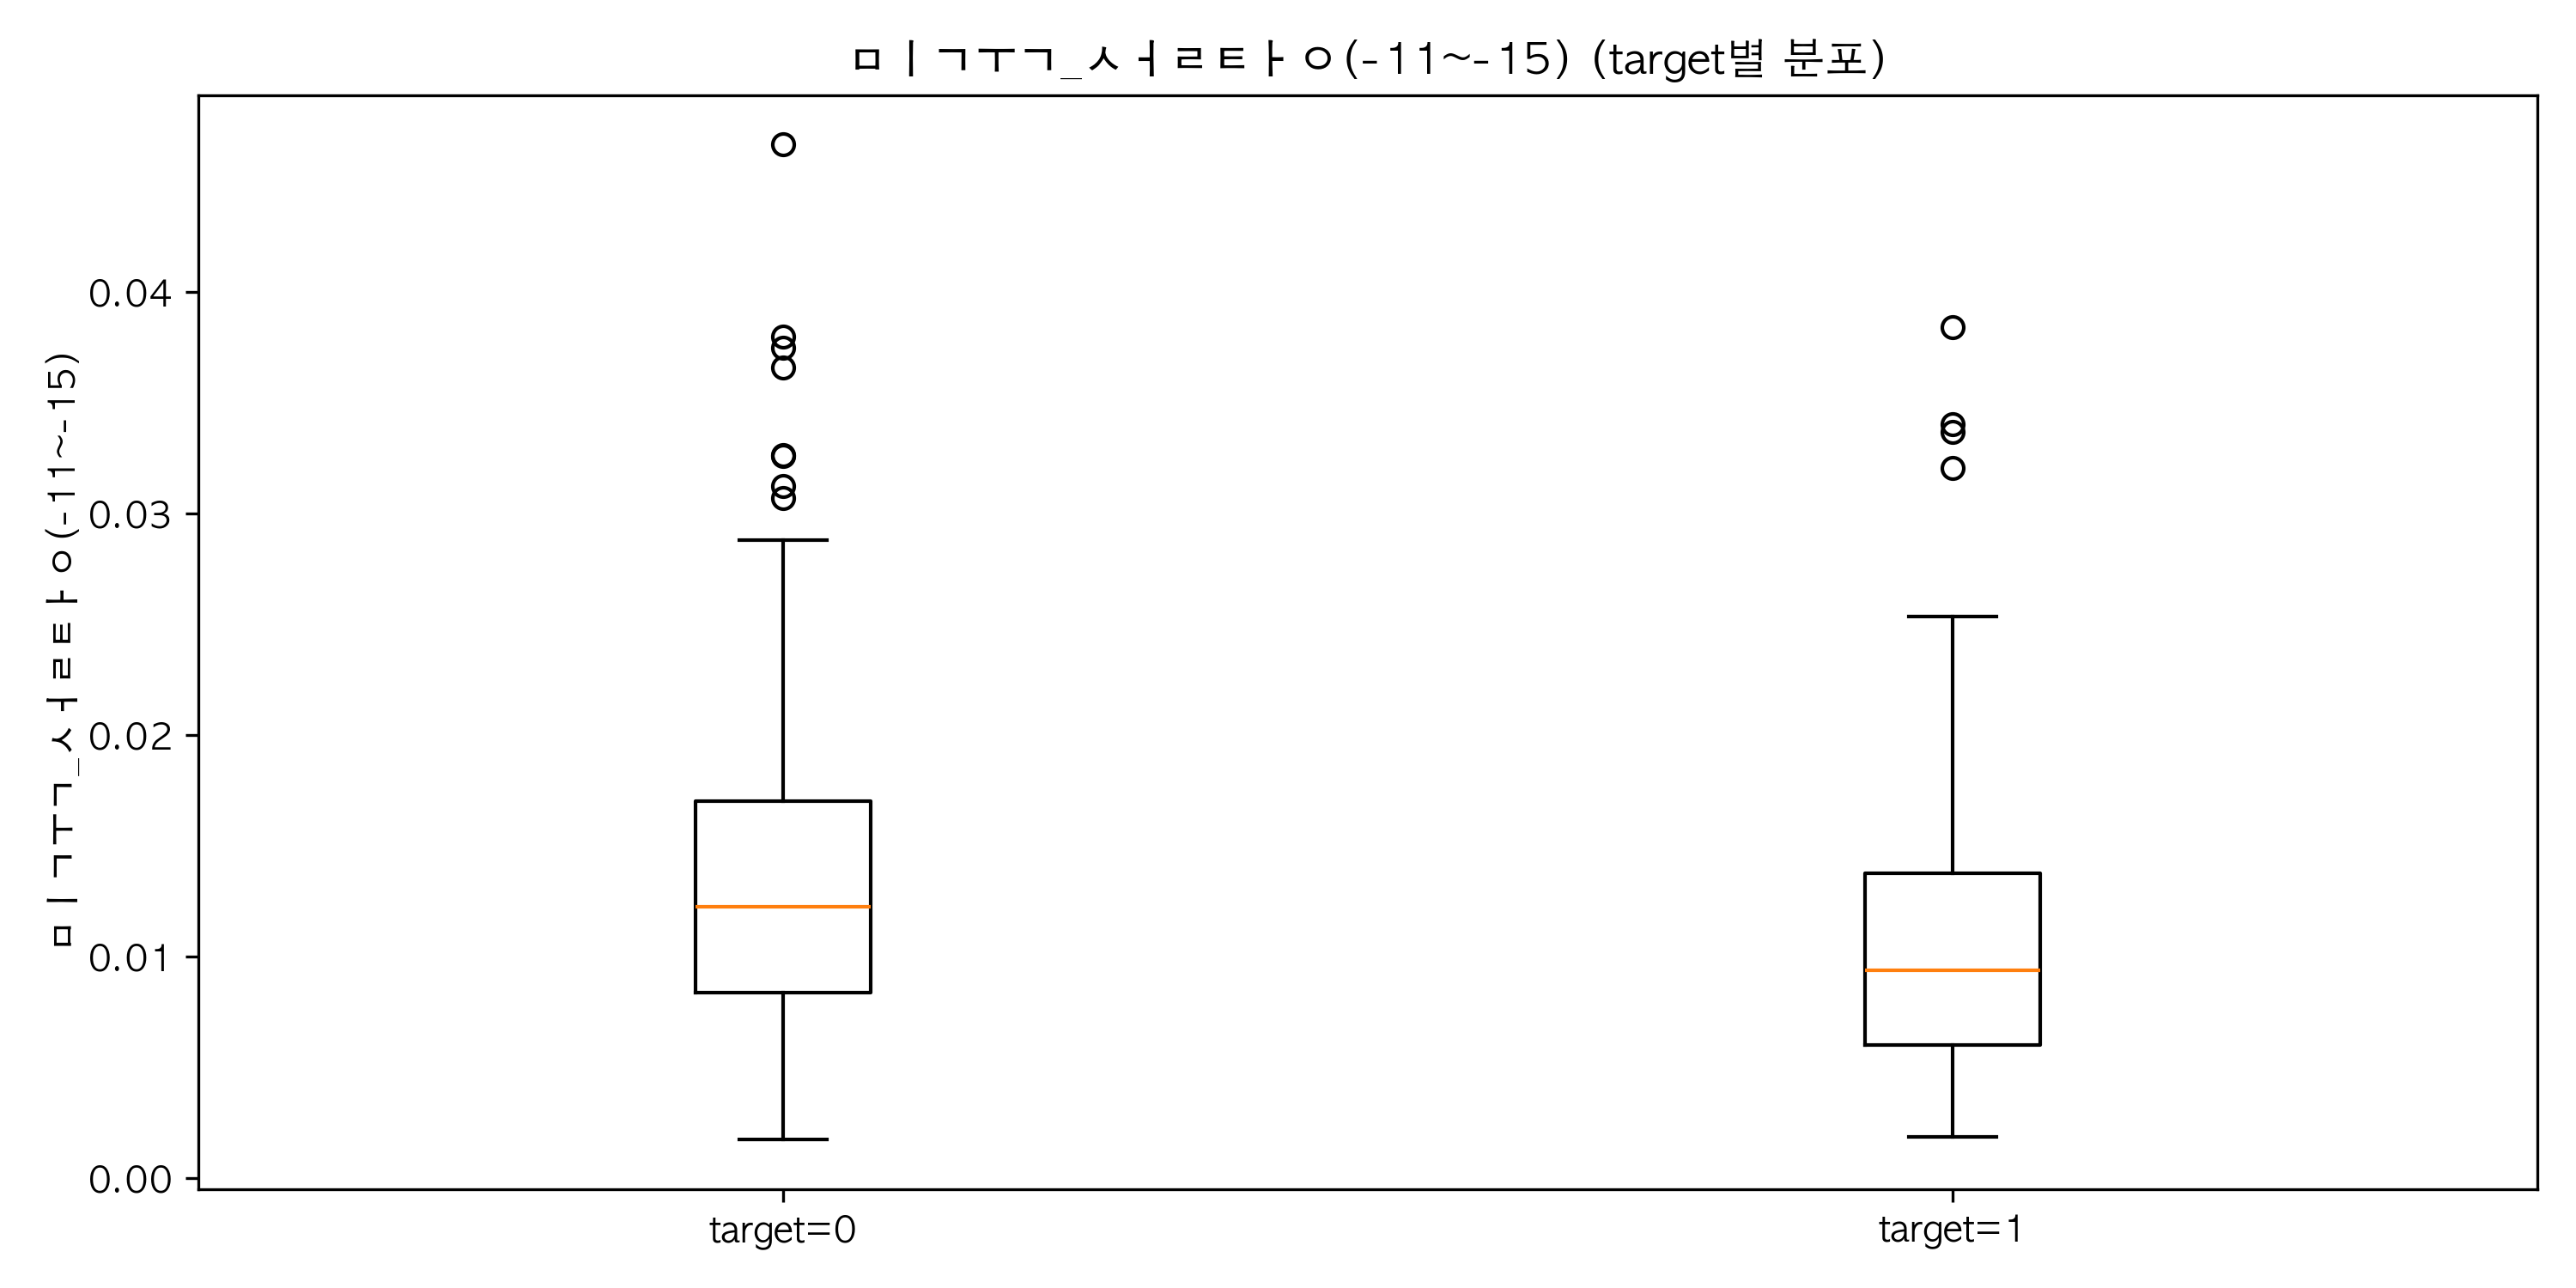 ㅁㅣㄱㅜㄱ_ㅅㅓㄹㅌㅏㅇ(-11~-15) (target별 분포)
ㅁㅣㄱㅜㄱ_ㅅㅓㄹㅌㅏㅇ(-11~-15)
0.04
0.03
0.02
0.01
0.00
target=0
target=1